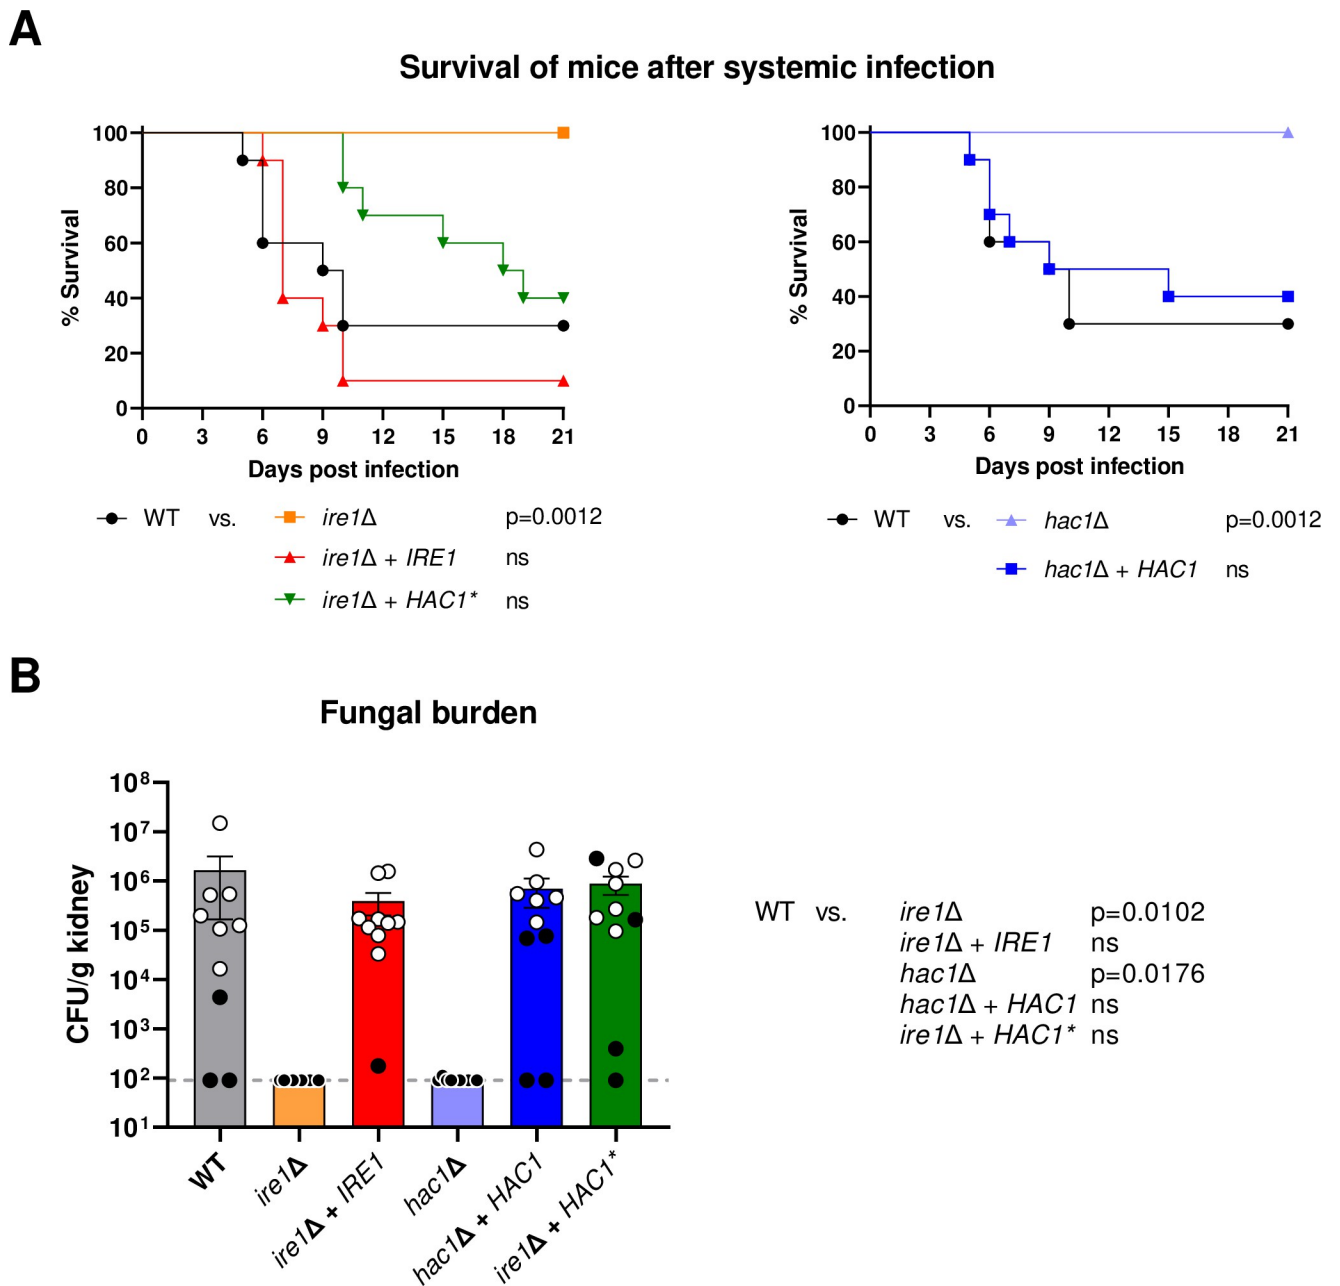 A
Survival of mice after systemic infection
100
80
60
40
20
0
% Survival
0 3 6 9 12 15 18 21
Days post infection
WT vs. ire1Δ p=0.0012
ire1Δ + IRE1 ns
ire1Δ + HAC1* ns
100
80
60
40
20
0
% Survival
0 3 6 9 12 15 18 21
Days post infection
WT vs. hac1Δ p=0.0012
hac1Δ + HAC1 ns
B
Fungal burden
10⁸
10⁷
10⁶
10⁵
10⁴
10³
10²
10¹
CFU/g kidney
WT
ire1Δ
ire1Δ + IRE1
hac1Δ
hac1Δ + HAC1
ire1Δ + HAC1*
WT vs. ire1Δ p=0.0102
ire1Δ + IRE1 ns
hac1Δ p=0.0176
hac1Δ + HAC1 ns
ire1Δ + HAC1* ns